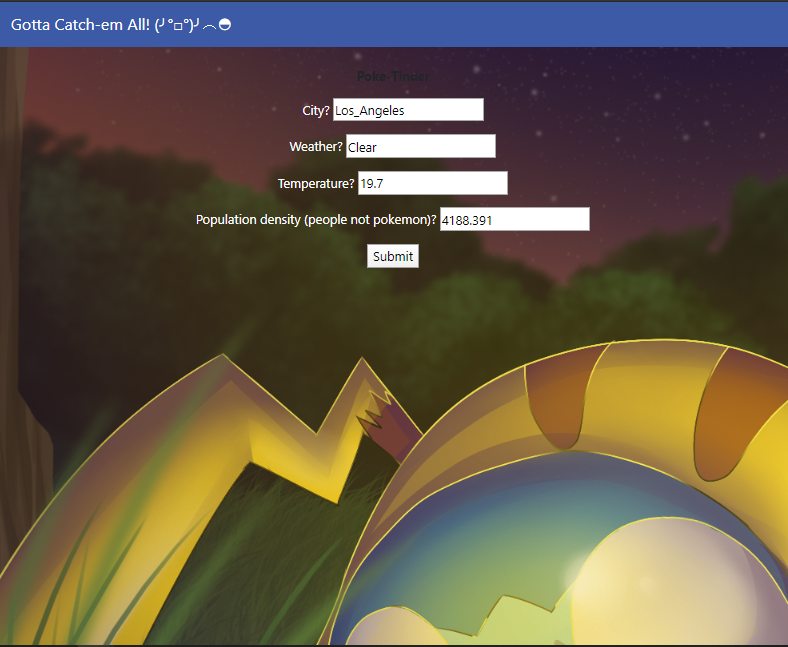 Gotta Catch-em All! (╯°□°)╯︵◓
Poke-Tinder
City? Los_Angeles
Weather? Clear
Temperature? 19.7
Population density (people not pokemon)? 4188.391
Submit